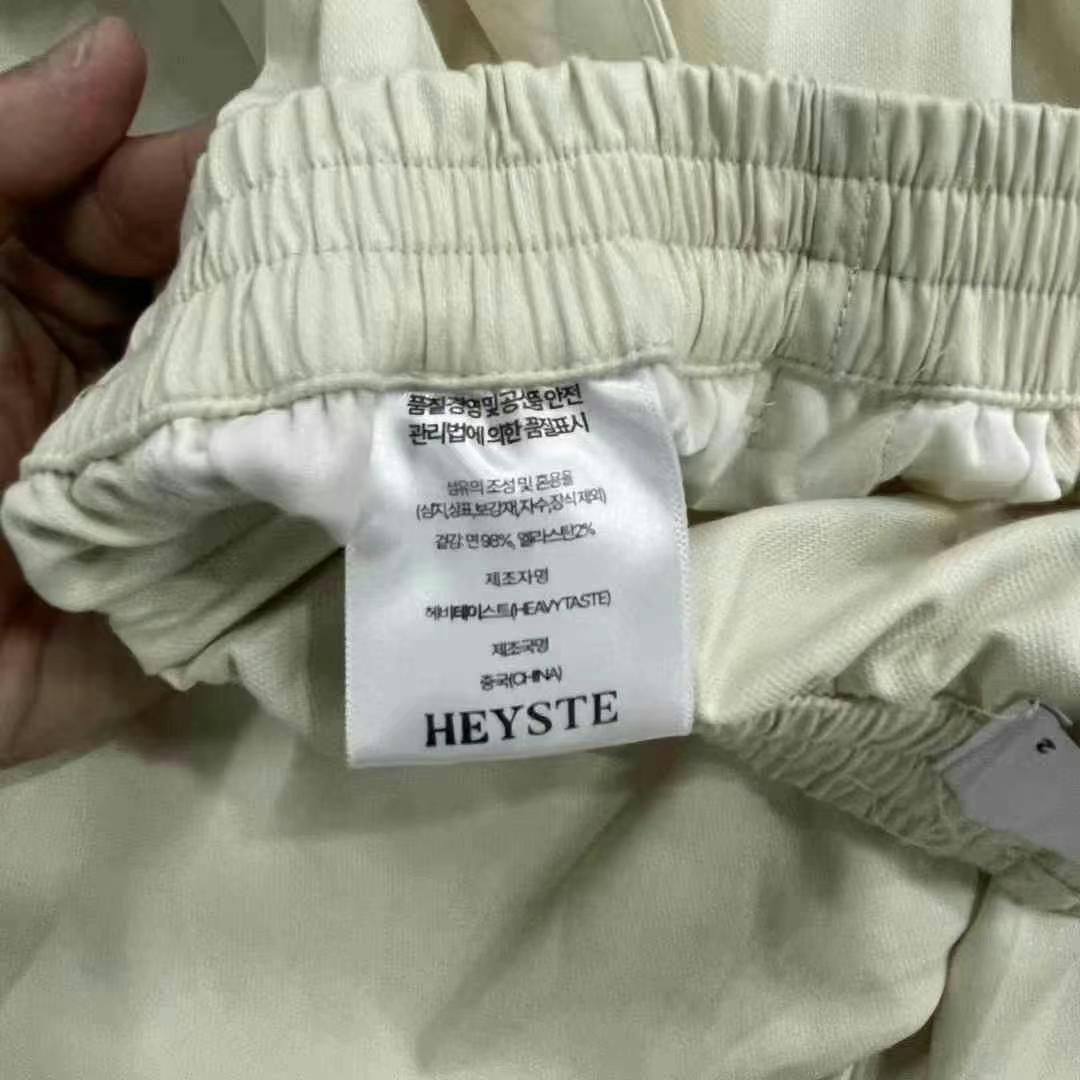 품질경영및공산품안전
관리법에 의한 품질표시
섬유의 조성 및 혼용율
(심지,상표,보강재,자수,장식 제외)
겉감: 면 98%, 엘라스탄2%
제조자명
헤비테이스트(HEAVYTASTE)
제조국명
중국(CHINA)
HEYSTE
2